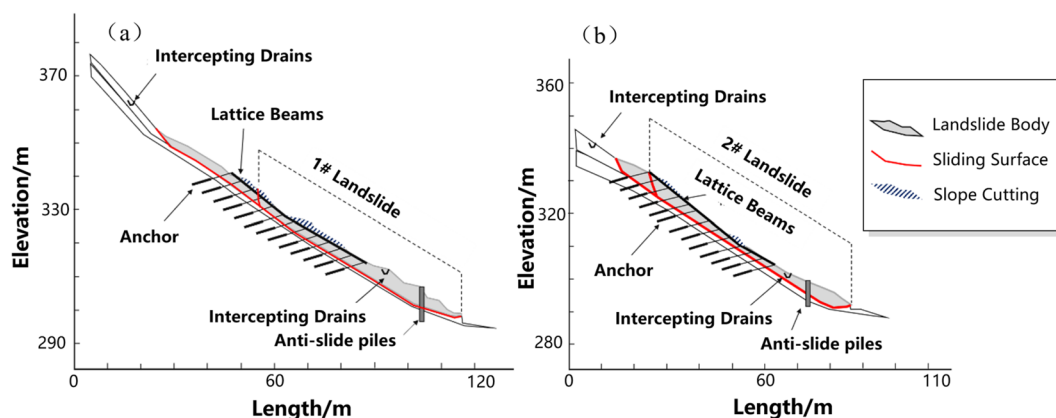 （a）
Intercepting Drains
370
Lattice Beams
1# Landslide
330
Anchor
Intercepting Drains
Anti-slide piles
290
0
60
120
Elevation/m
Length/m
（b）
360
Intercepting Drains
2# Landslide
Lattice Beams
320
Anchor
Intercepting Drains
Anti-slide piles
280
0
60
110
Elevation/m
Length/m
Landslide Body
Sliding Surface
Slope Cutting